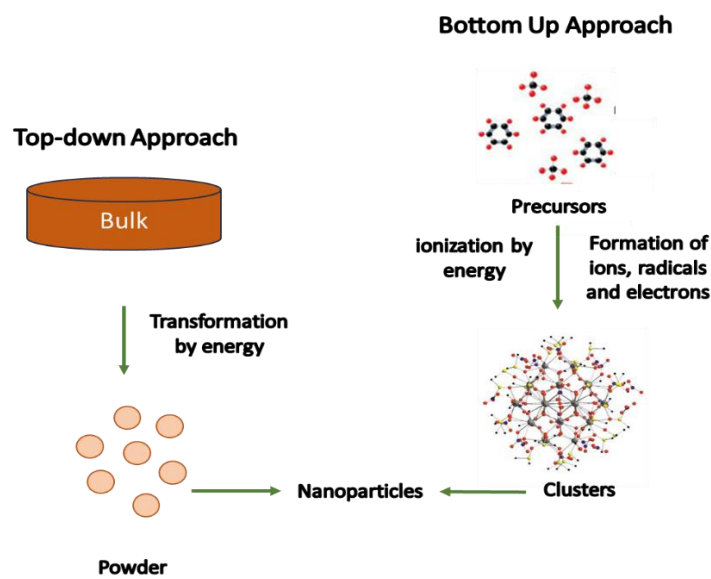 Bottom Up Approach
Top-down Approach
Bulk
Precursors
ionization by
energy
Formation of
ions, radicals
and electrons
Transformation
by energy
Nanoparticles
Clusters
Powder